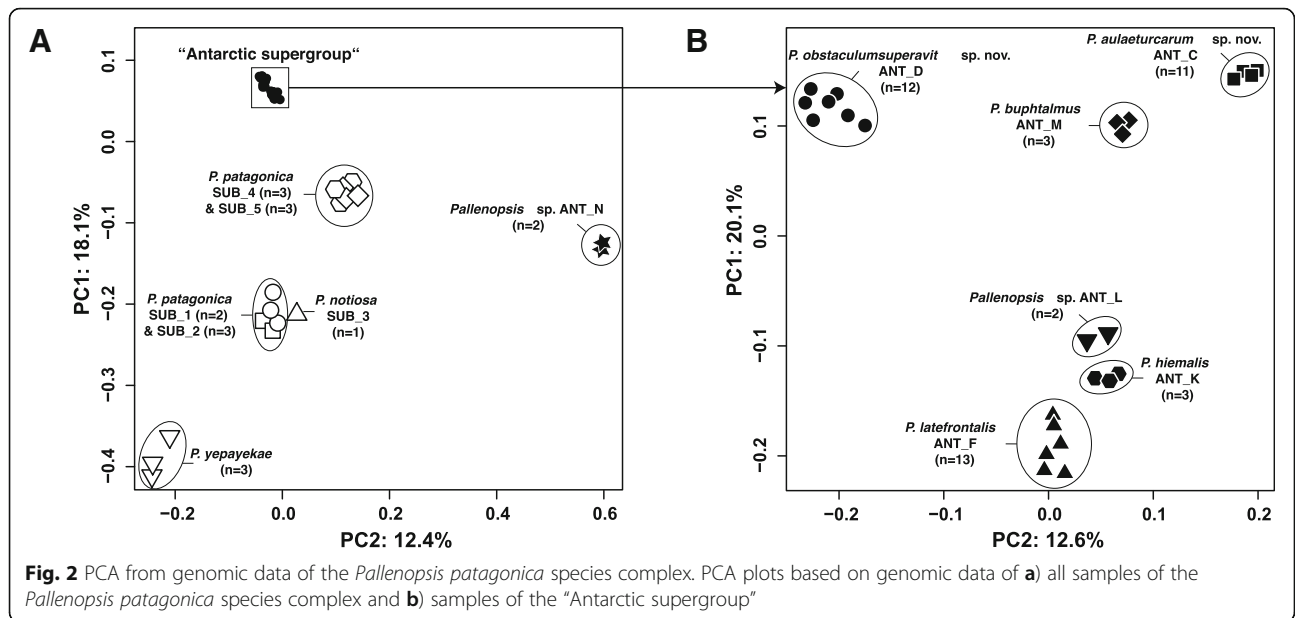 A
"Antarctic supergroup"
0.1
0.0
−0.1
−0.2
−0.3
−0.4
PC1: 18.1%
P. patagonica
SUB_4 (n=3)
& SUB_5 (n=3)
Pallenopsis sp. ANT_N
(n=2)
P. patagonica
SUB_1 (n=2)
& SUB_2 (n=3)
P. notiosa
SUB_3
(n=1)
P. yepayekae
(n=3)
−0.2
0.0
0.2
0.4
0.6
PC2: 12.4%
B
P. obstaculumsuperavit sp. nov.
ANT_D
(n=12)
P. aulaeturcarum sp. nov.
ANT_C
(n=11)
P. buphtalmus
ANT_M
(n=3)
0.1
0.0
−0.1
−0.2
PC1: 20.1%
Pallenopsis sp. ANT_L
(n=2)
P. hiemalis
ANT_K
(n=3)
P. latefrontalis
ANT_F
(n=13)
−0.2
−0.1
0.0
0.1
0.2
PC2: 12.6%
Fig. 2 PCA from genomic data of the Pallenopsis patagonica species complex. PCA plots based on genomic data of a) all samples of the
Pallenopsis patagonica species complex and b) samples of the "Antarctic supergroup"